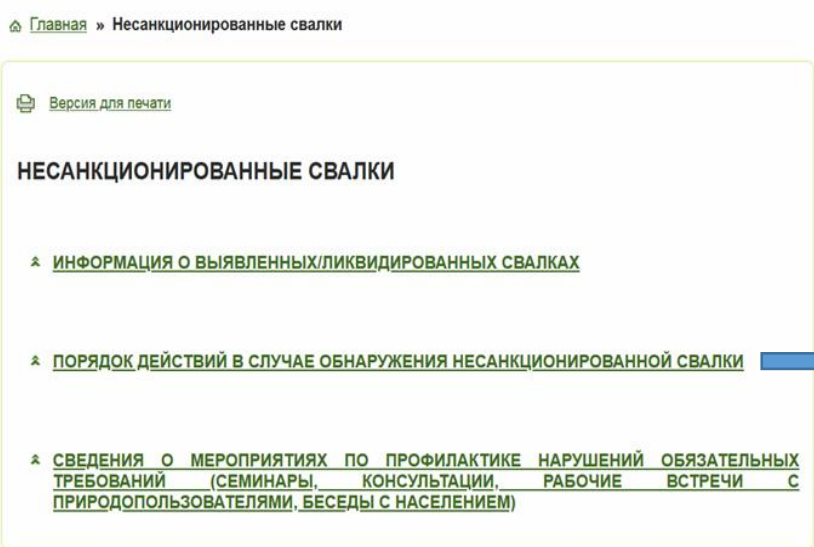 Главная » Несанкционированные свалки
Версия для печати
НЕСАНКЦИОНИРОВАННЫЕ СВАЛКИ
ИНФОРМАЦИЯ О ВЫЯВЛЕННЫХ/ЛИКВИДИРОВАННЫХ СВАЛКАХ
ПОРЯДОК ДЕЙСТВИЙ В СЛУЧАЕ ОБНАРУЖЕНИЯ НЕСАНКЦИОНИРОВАННОЙ СВАЛКИ
СВЕДЕНИЯ О МЕРОПРИЯТИЯХ ПО ПРОФИЛАКТИКЕ НАРУШЕНИЙ ОБЯЗАТЕЛЬНЫХ
ТРЕБОВАНИЙ (СЕМИНАРЫ, КОНСУЛЬТАЦИИ, РАБОЧИЕ ВСТРЕЧИ С
ПРИРОДОПОЛЬЗОВАТЕЛЯМИ, БЕСЕДЫ С НАСЕЛЕНИЕМ)